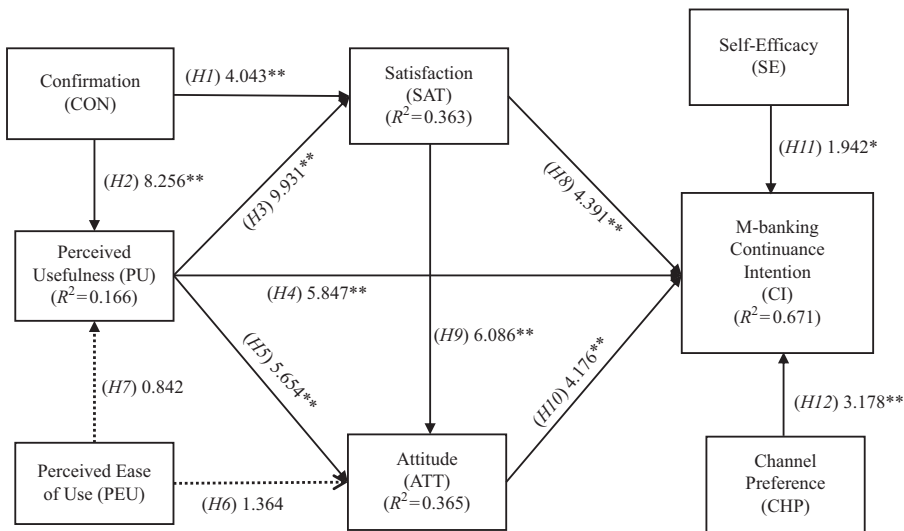 Confirmation
(CON)
(H1) 4.043**
Satisfaction
(SAT)
(R²=0.363)
Self-Efficacy
(SE)
(H2) 8.256**
(H3) 9.931**
(H8) 4.391**
(H11) 1.942*
Perceived
Usefulness (PU)
(R²=0.166)
(H4) 5.847**
M-banking
Continuance
Intention
(CI)
(R²=0.671)
(H5) 5.654**
(H9) 6.086**
(H10) 4.176**
(H7) 0.842
(H12) 3.178**
Perceived Ease
of Use (PEU)
(H6) 1.364
Attitude
(ATT)
(R²=0.365)
Channel
Preference
(CHP)